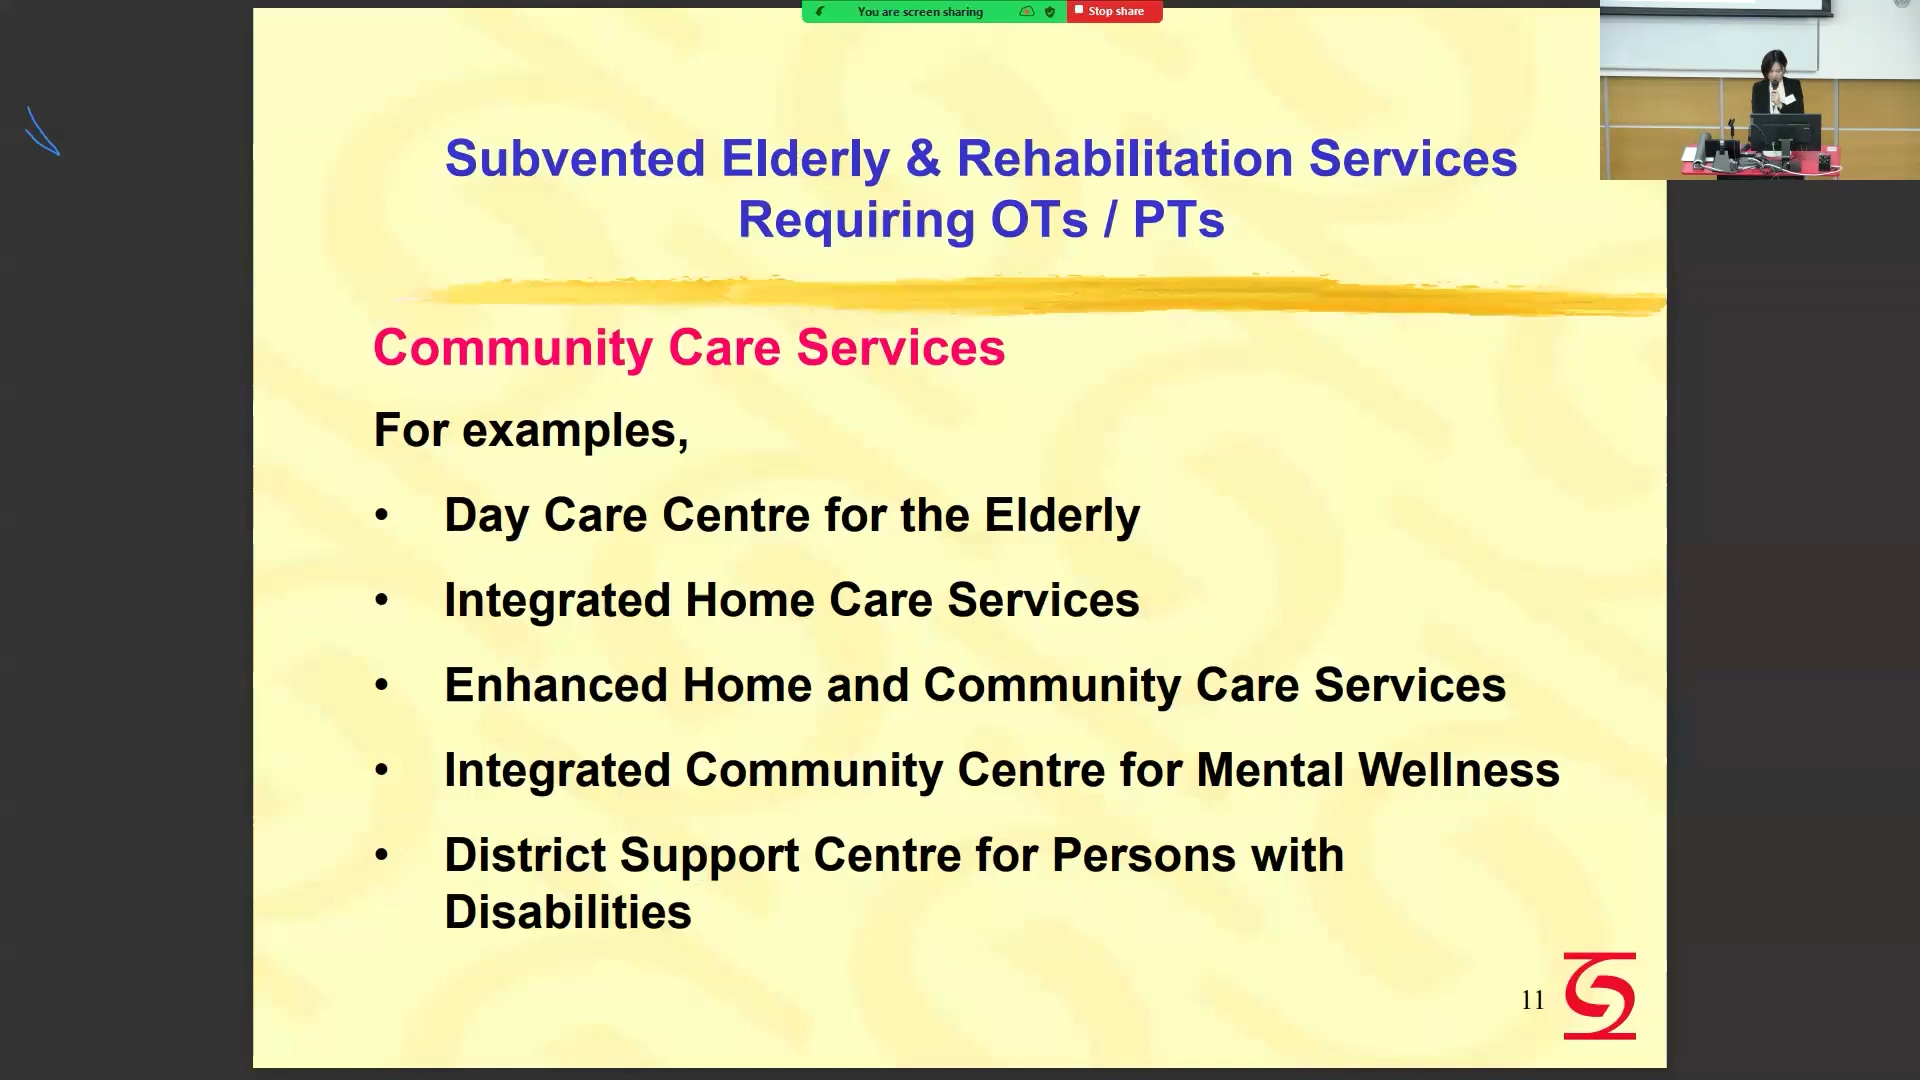 You are screen sharing
Stop share
Subvented Elderly & Rehabilitation Services
Requiring OTs / PTs
Community Care Services
For examples,
• Day Care Centre for the Elderly
• Integrated Home Care Services
• Enhanced Home and Community Care Services
• Integrated Community Centre for Mental Wellness
• District Support Centre for Persons with
Disabilities
11